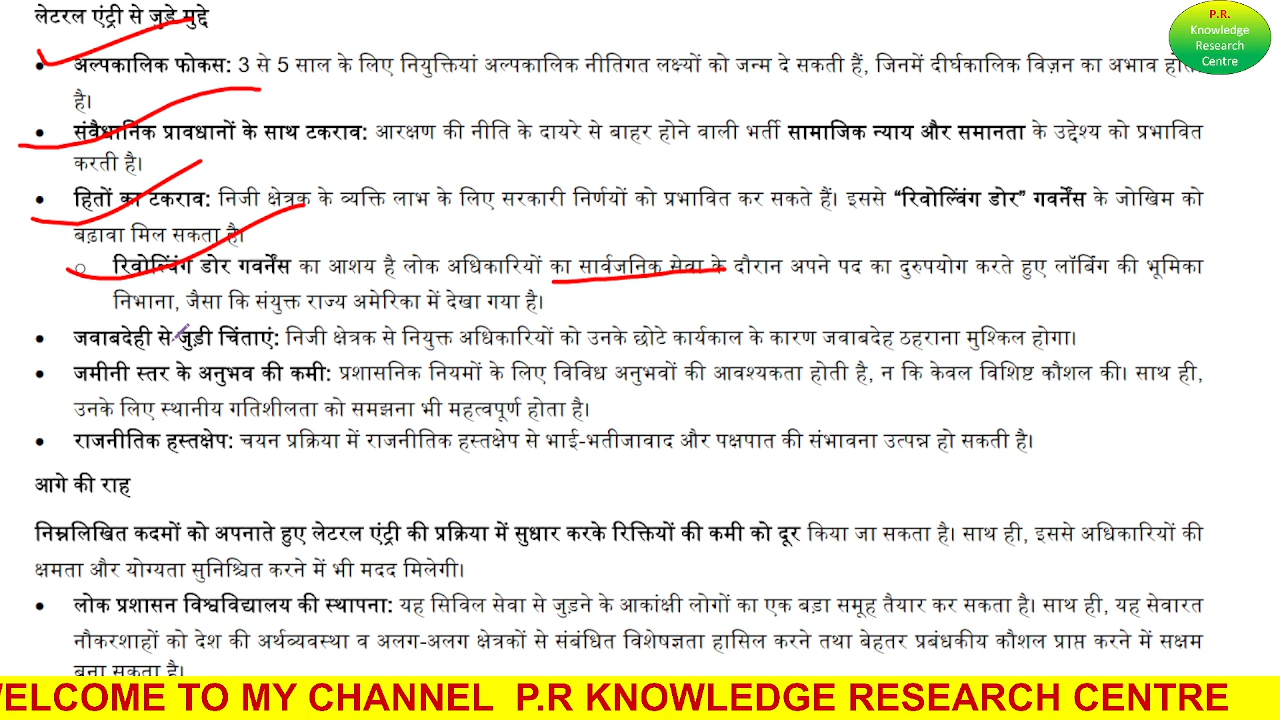 लेटरल एंट्री से जुड़े मुद्दे
P.R.
Knowledge
Research
Centre
• अल्पकालिक फोकस: 3 से 5 साल के लिए नियुक्तियां अल्पकालिक नीतिगत लक्ष्यों को जन्म दे सकती हैं, जिनमें दीर्घकालिक विज़न का अभाव
है।
• संवैधानिक प्रावधानों के साथ टकराव: आरक्षण की नीति के दायरे से बाहर होने वाली भर्ती सामाजिक न्याय और समानता के उद्देश्य को प्रभावित
करती है।
• हितों का टकराव: निजी क्षेत्रक के व्यक्ति लाभ के लिए सरकारी निर्णयों को प्रभावित कर सकते हैं। इससे “रिवोल्विंग डोर” गवर्नेंस के जोखिम को
बढ़ावा मिल सकता है।
○ रिवोल्विंग डोर गवर्नेंस का आशय है लोक अधिकारियों का सार्वजनिक सेवा के दौरान अपने पद का दुरुपयोग करते हुए लॉबिंग की भूमिका
निभाना, जैसा कि संयुक्त राज्य अमेरिका में देखा गया है।
• जवाबदेही से जुड़ी चिंताएं: निजी क्षेत्रक से नियुक्त अधिकारियों को उनके छोटे कार्यकाल के कारण जवाबदेह ठहराना मुश्किल होगा।
• जमीनी स्तर के अनुभव की कमी: प्रशासनिक नियमों के लिए विविध अनुभवों की आवश्यकता होती है, न कि केवल विशिष्ट कौशल की। साथ ही,
उनके लिए स्थानीय गतिशीलता को समझना भी महत्वपूर्ण होता है।
• राजनीतिक हस्तक्षेप: चयन प्रक्रिया में राजनीतिक हस्तक्षेप से भाई-भतीजावाद और पक्षपात की संभावना उत्पन्न हो सकती है।
आगे की राह
निम्नलिखित कदमों को अपनाते हुए लेटरल एंट्री की प्रक्रिया में सुधार करके रिक्तियों की कमी को दूर किया जा सकता है। साथ ही, इससे अधिकारियों की
क्षमता और योग्यता सुनिश्चित करने में भी मदद मिलेगी।
• लोक प्रशासन विश्वविद्यालय की स्थापना: यह सिविल सेवा से जुड़ने के आकांक्षी लोगों का एक बड़ा समूह तैयार कर सकता है। साथ ही, यह सेवारत
नौकरशाहों को देश की अर्थव्यवस्था व अलग-अलग क्षेत्रकों से संबंधित विशेषज्ञता हासिल करने तथा बेहतर प्रबंधकीय कौशल प्राप्त करने में सक्षम
बना सकता है।
WELCOME TO MY CHANNEL P.R KNOWLEDGE RESEARCH CENTRE